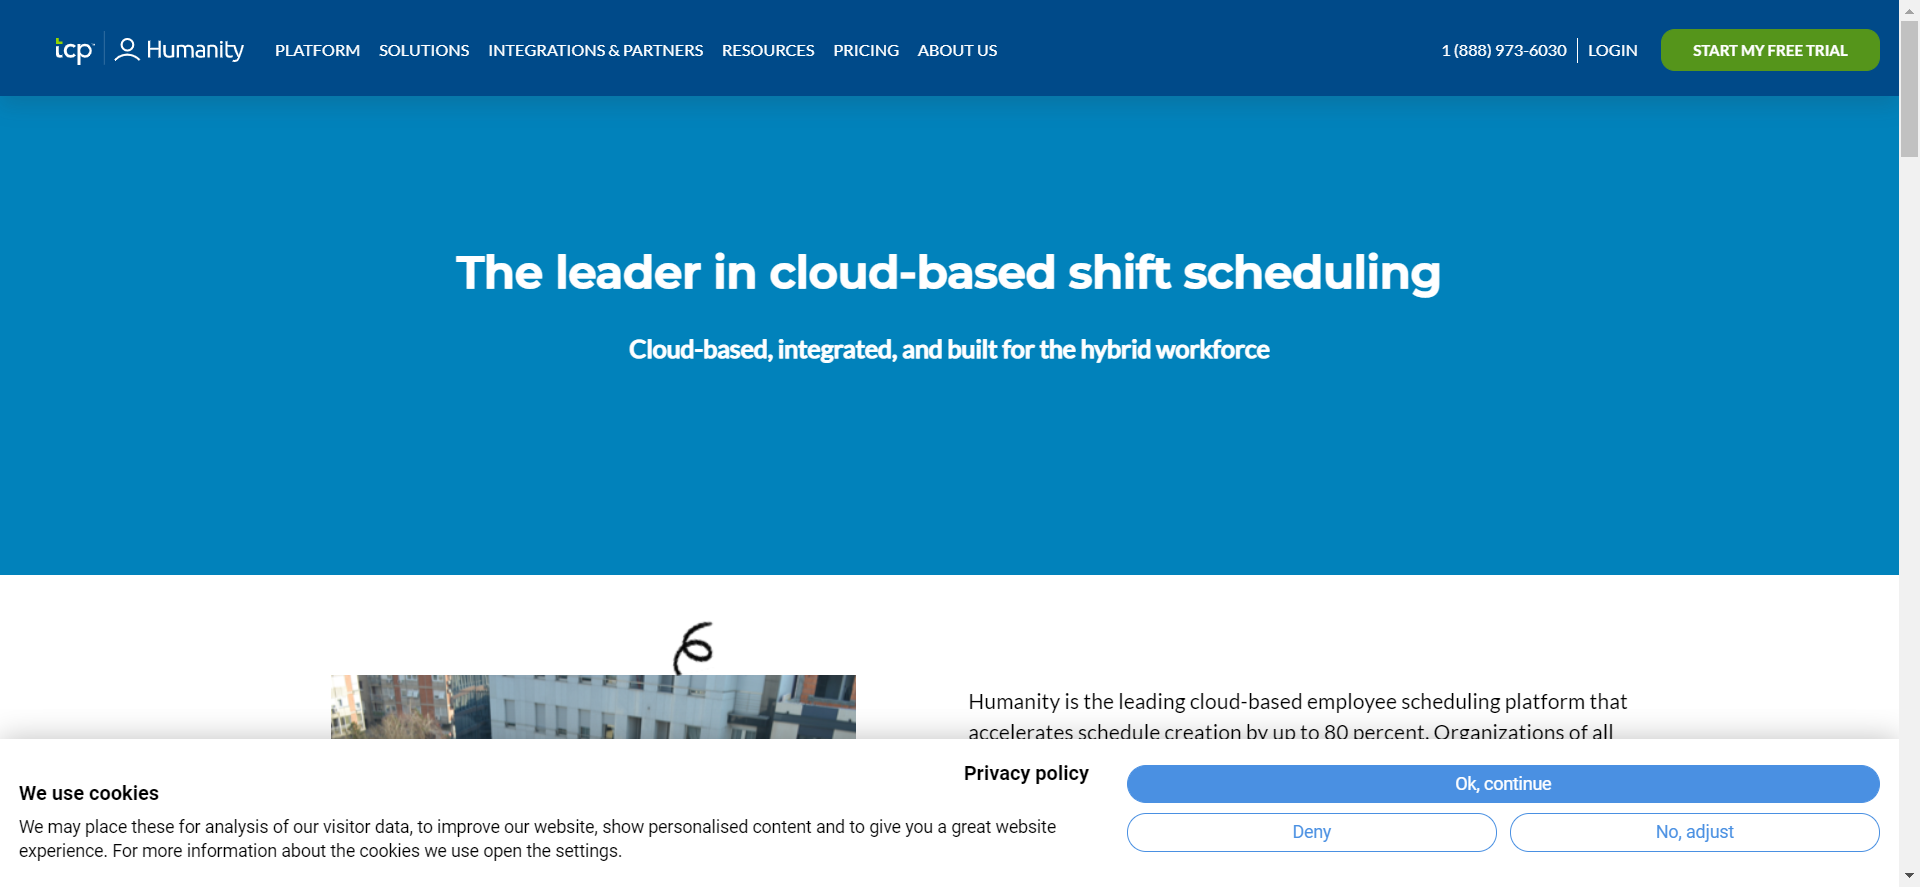 tcp Humanity PLATFORM SOLUTIONS INTEGRATIONS & PARTNERS RESOURCES PRICING ABOUT US 1 (888) 973-6030 LOGIN START MY FREE TRIAL
The leader in cloud-based shift scheduling
Cloud-based, integrated, and built for the hybrid workforce
Humanity is the leading cloud-based employee scheduling platform that
accelerates schedule creation by up to 80 percent. Organizations of all
We use cookies
We may place these for analysis of our visitor data, to improve our website, show personalised content and to give you a great website
experience. For more information about the cookies we use open the settings.
Privacy policy
Ok, continue
Deny
No, adjust